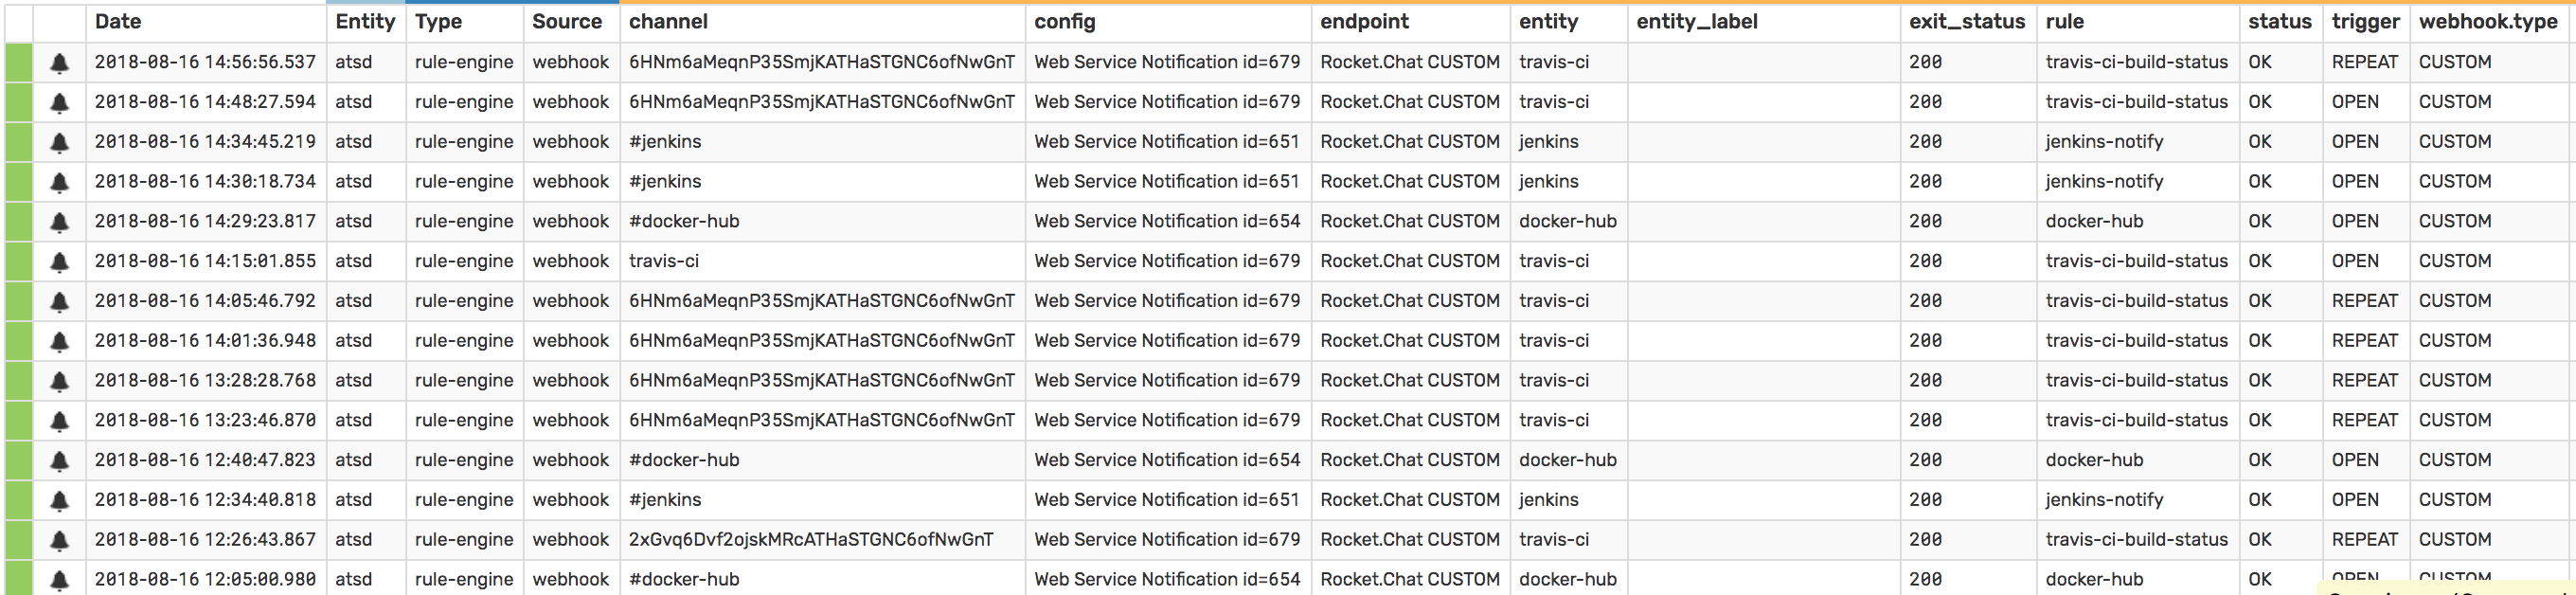 Date Entity Type Source channel config endpoint entity entity_label exit_status rule status trigger webhook.type
2018-08-16 14:56:56.537 atsd rule-engine webhook 6HNm6aMeqnP35SmjKATHaSTGNC6ofNwGnT Web Service Notification id=679 Rocket.Chat CUSTOM travis-ci 200 travis-ci-build-status OK REPEAT CUSTOM
2018-08-16 14:48:27.594 atsd rule-engine webhook 6HNm6aMeqnP35SmjKATHaSTGNC6ofNwGnT Web Service Notification id=679 Rocket.Chat CUSTOM travis-ci 200 travis-ci-build-status OK OPEN CUSTOM
2018-08-16 14:34:45.219 atsd rule-engine webhook #jenkins Web Service Notification id=651 Rocket.Chat CUSTOM jenkins 200 jenkins-notify OK OPEN CUSTOM
2018-08-16 14:30:18.734 atsd rule-engine webhook #jenkins Web Service Notification id=651 Rocket.Chat CUSTOM jenkins 200 jenkins-notify OK OPEN CUSTOM
2018-08-16 14:29:23.817 atsd rule-engine webhook #docker-hub Web Service Notification id=654 Rocket.Chat CUSTOM docker-hub 200 docker-hub OK OPEN CUSTOM
2018-08-16 14:15:01.855 atsd rule-engine webhook travis-ci Web Service Notification id=679 Rocket.Chat CUSTOM travis-ci 200 travis-ci-build-status OK OPEN CUSTOM
2018-08-16 14:05:46.792 atsd rule-engine webhook 6HNm6aMeqnP35SmjKATHaSTGNC6ofNwGnT Web Service Notification id=679 Rocket.Chat CUSTOM travis-ci 200 travis-ci-build-status OK REPEAT CUSTOM
2018-08-16 14:01:36.948 atsd rule-engine webhook 6HNm6aMeqnP35SmjKATHaSTGNC6ofNwGnT Web Service Notification id=679 Rocket.Chat CUSTOM travis-ci 200 travis-ci-build-status OK REPEAT CUSTOM
2018-08-16 13:28:28.768 atsd rule-engine webhook 6HNm6aMeqnP35SmjKATHaSTGNC6ofNwGnT Web Service Notification id=679 Rocket.Chat CUSTOM travis-ci 200 travis-ci-build-status OK REPEAT CUSTOM
2018-08-16 13:23:46.870 atsd rule-engine webhook 6HNm6aMeqnP35SmjKATHaSTGNC6ofNwGnT Web Service Notification id=679 Rocket.Chat CUSTOM travis-ci 200 travis-ci-build-status OK REPEAT CUSTOM
2018-08-16 12:40:47.823 atsd rule-engine webhook #docker-hub Web Service Notification id=654 Rocket.Chat CUSTOM docker-hub 200 docker-hub OK OPEN CUSTOM
2018-08-16 12:34:40.818 atsd rule-engine webhook #jenkins Web Service Notification id=651 Rocket.Chat CUSTOM jenkins 200 jenkins-notify OK OPEN CUSTOM
2018-08-16 12:26:43.867 atsd rule-engine webhook 2xGvq6Dvf2ojskMRcATHaSTGNC6ofNwGnT Web Service Notification id=679 Rocket.Chat CUSTOM travis-ci 200 travis-ci-build-status OK REPEAT CUSTOM
2018-08-16 12:05:00.980 atsd rule-engine webhook #docker-hub Web Service Notification id=654 Rocket.Chat CUSTOM docker-hub 200 docker-hub OK OPEN CUSTOM